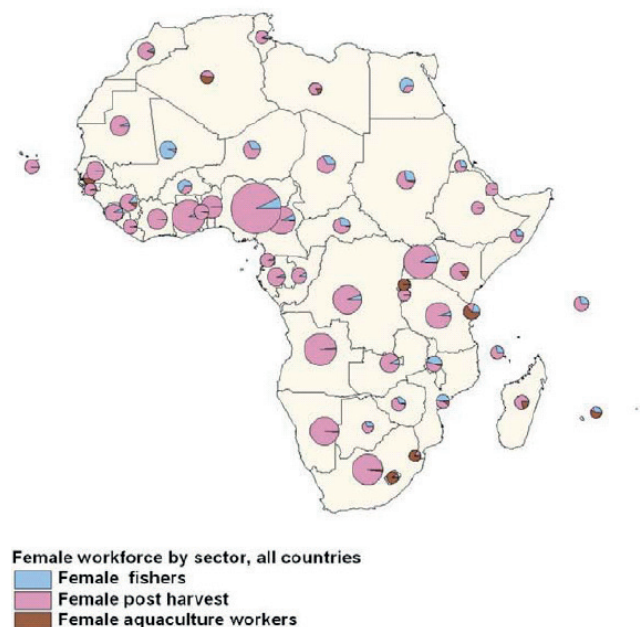 Female workforce by sector, all countries
Female fishers
Female post harvest
Female aquaculture workers